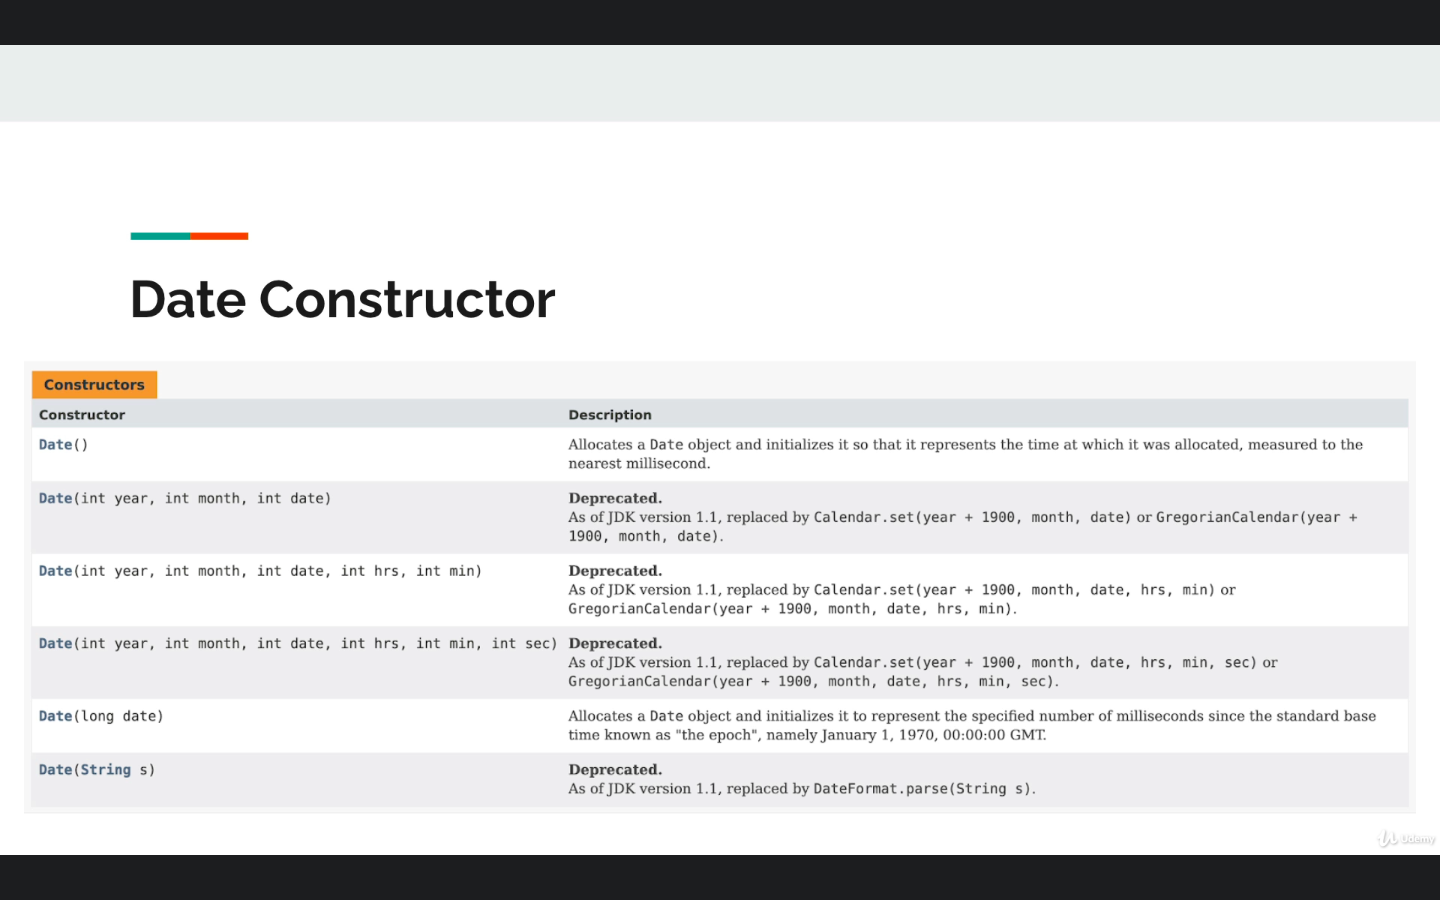 Date Constructor
Constructors
Constructor Description
Date() Allocates a Date object and initializes it so that it represents the time at which it was allocated, measured to the
nearest millisecond.
Date(int year, int month, int date) Deprecated.
As of JDK version 1.1, replaced by Calendar.set(year + 1900, month, date) or GregorianCalendar(year +
1900, month, date).
Date(int year, int month, int date, int hrs, int min) Deprecated.
As of JDK version 1.1, replaced by Calendar.set(year + 1900, month, date, hrs, min) or
GregorianCalendar(year + 1900, month, date, hrs, min).
Date(int year, int month, int date, int hrs, int min, int sec) Deprecated.
As of JDK version 1.1, replaced by Calendar.set(year + 1900, month, date, hrs, min, sec) or
GregorianCalendar(year + 1900, month, date, hrs, min, sec).
Date(long date) Allocates a Date object and initializes it to represent the specified number of milliseconds since the standard base
time known as "the epoch", namely January 1, 1970, 00:00:00 GMT.
Date(String s) Deprecated.
As of JDK version 1.1, replaced by DateFormat.parse(String s).
Udemy